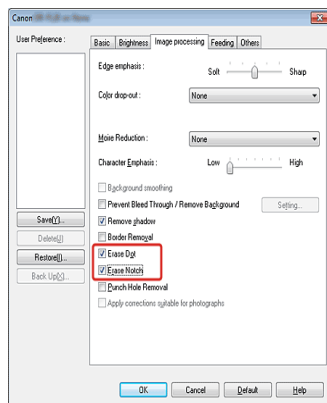 Canon
User Preference :
Basic Brightness Image processing Feeding Others
Edge emphasis :
Soft Sharp
Color drop-out :
None
Moire Reduction :
None
Character Emphasis :
Low High
Background smoothing
Prevent Bleed Through / Remove Background
Setting...
Remove shadow
Save(Y)...
Border Removal
Delete(J)
Erase Dot
Restore(I)...
Erase Notch
Back Up(X)...
Punch Hole Removal
Apply corrections suitable for photographs
OK Cancel Default Help